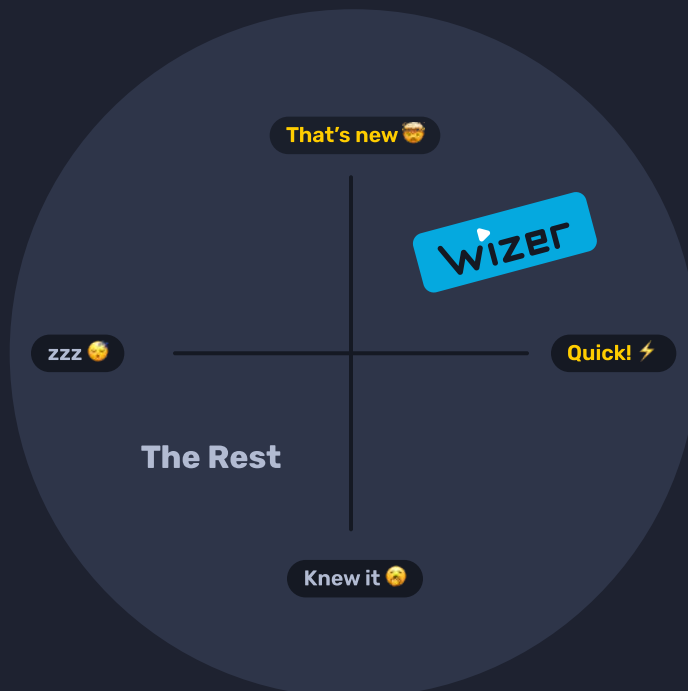 That's new 🤯
wizer
zzz 😴
Quick! ⚡
The Rest
Knew it 🥱